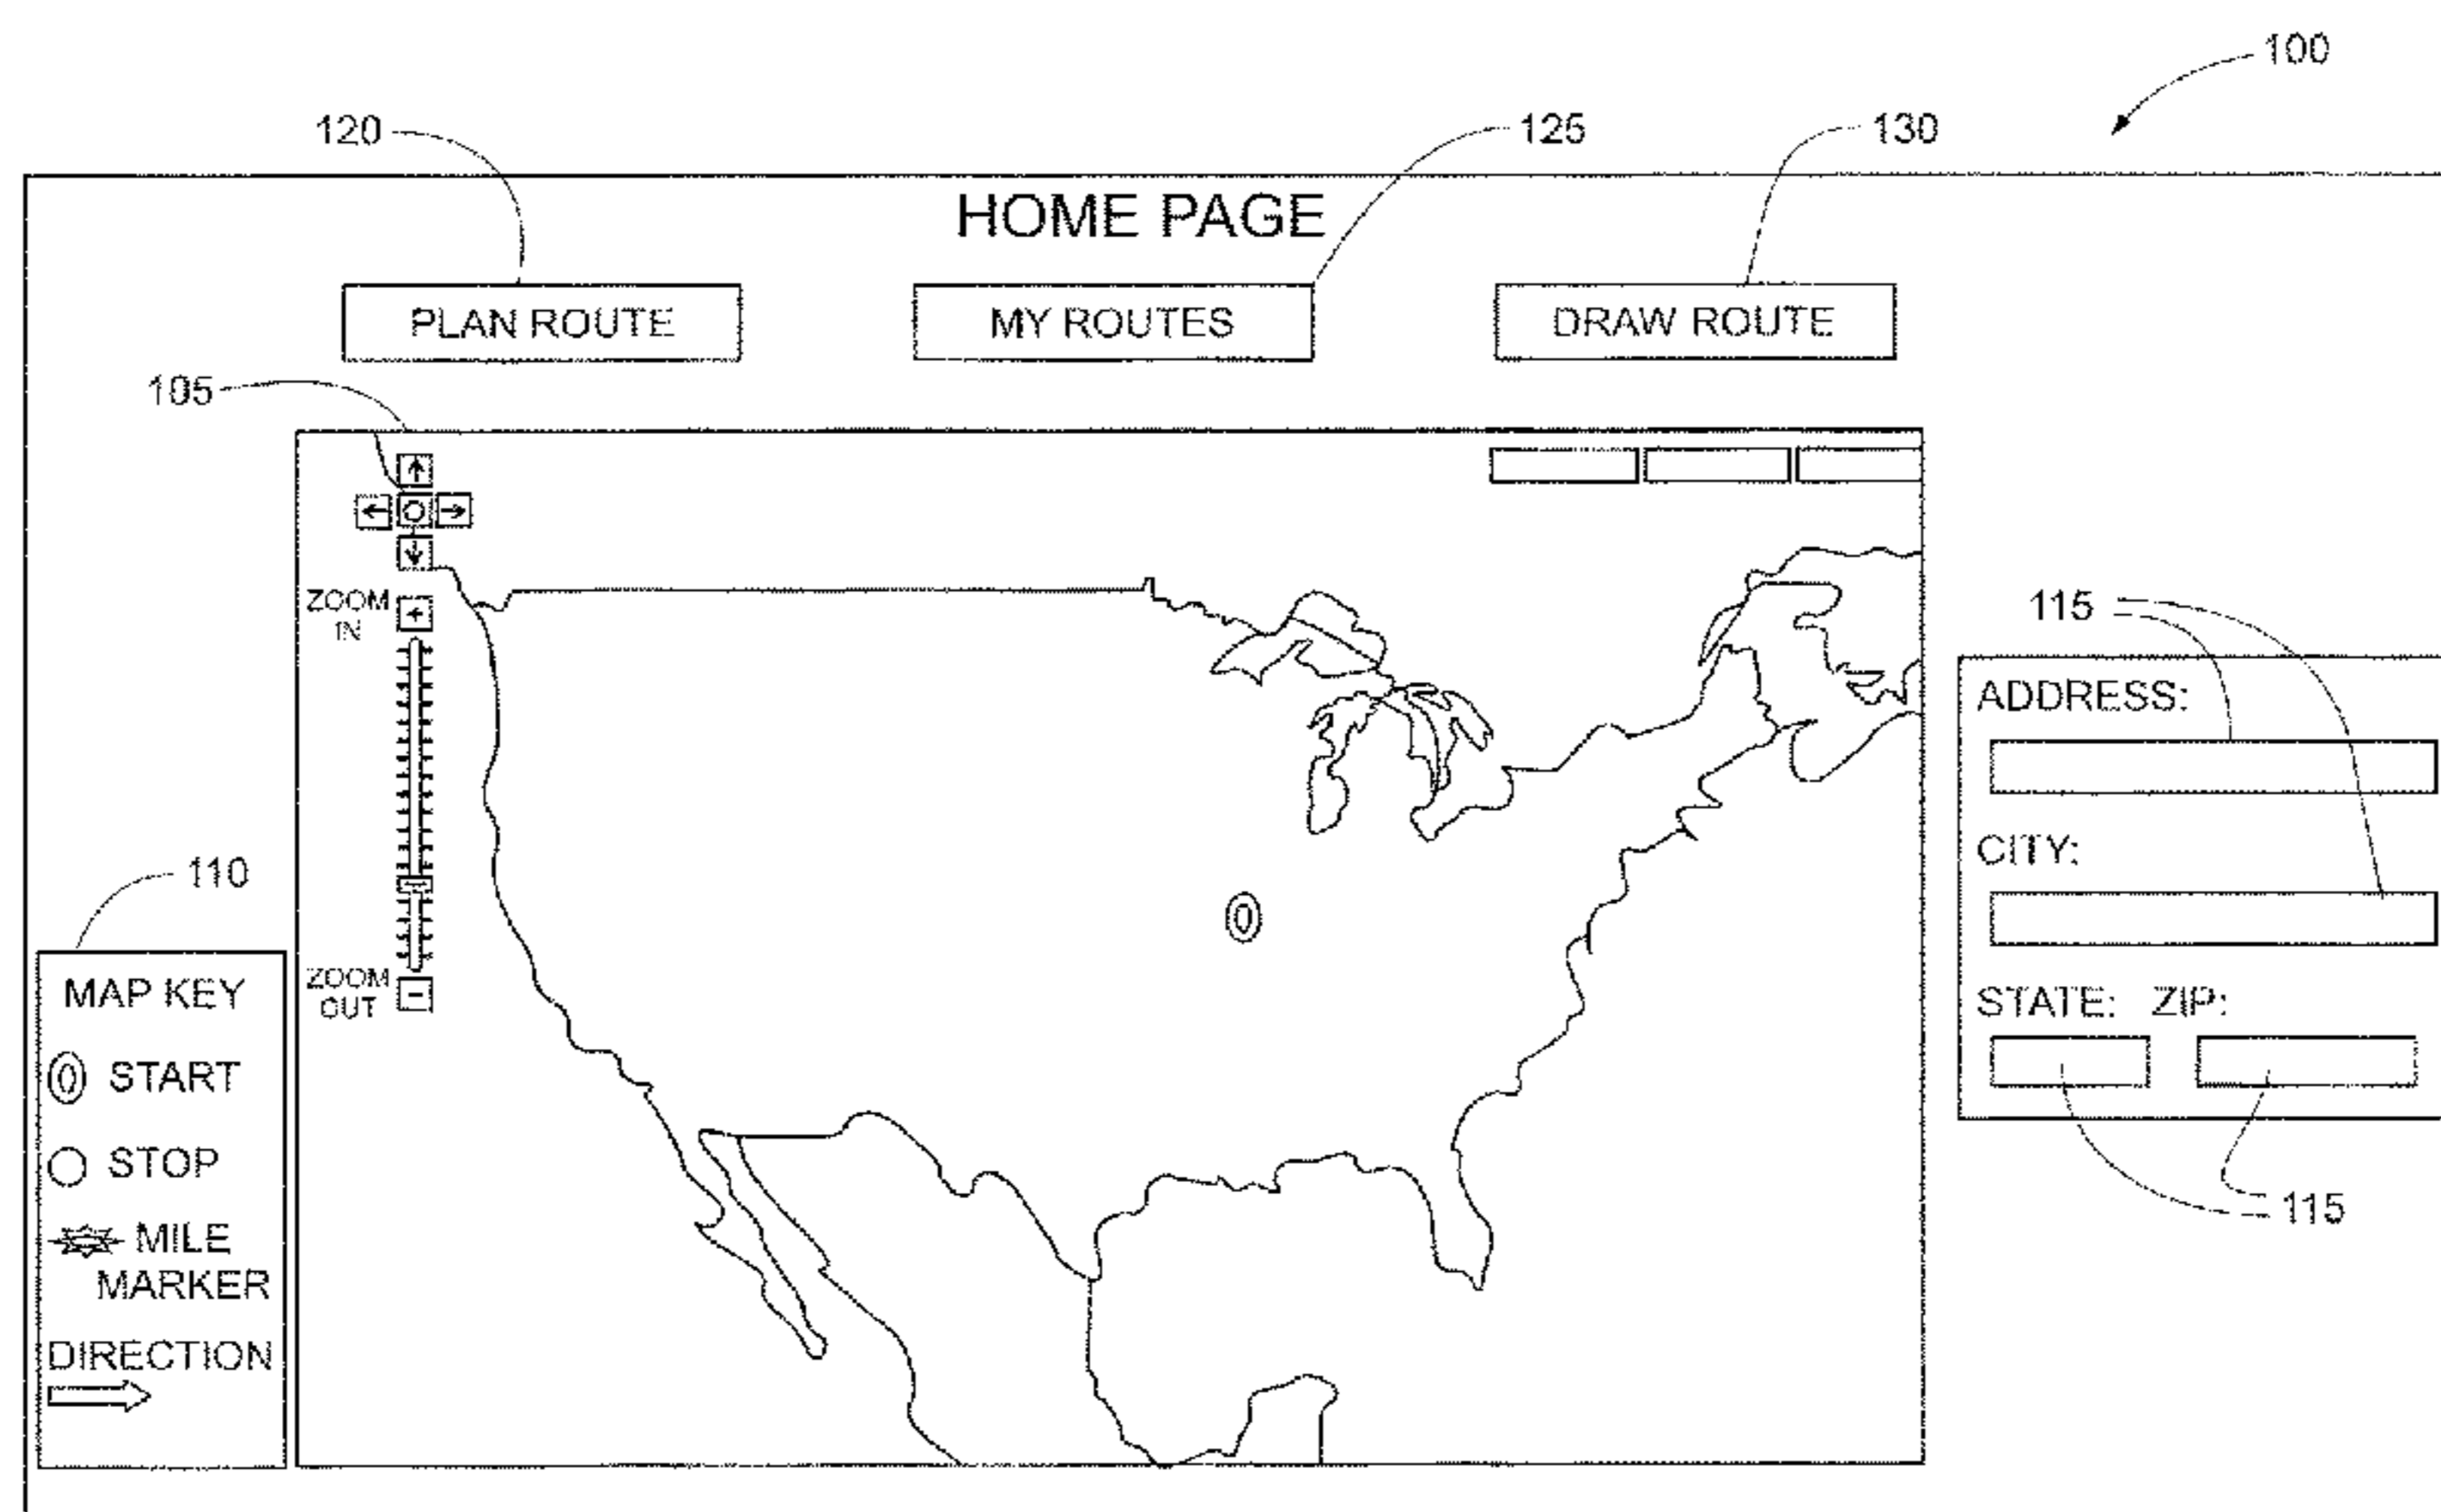 100
120
125
130
HOME PAGE
PLAN ROUTE
MY ROUTES
DRAW ROUTE
105
ZOOM
IN
+
ZOOM
OUT
−
110
MAP KEY
START
STOP
MILE
MARKER
DIRECTION
115
ADDRESS:
CITY:
STATE: ZIP:
115